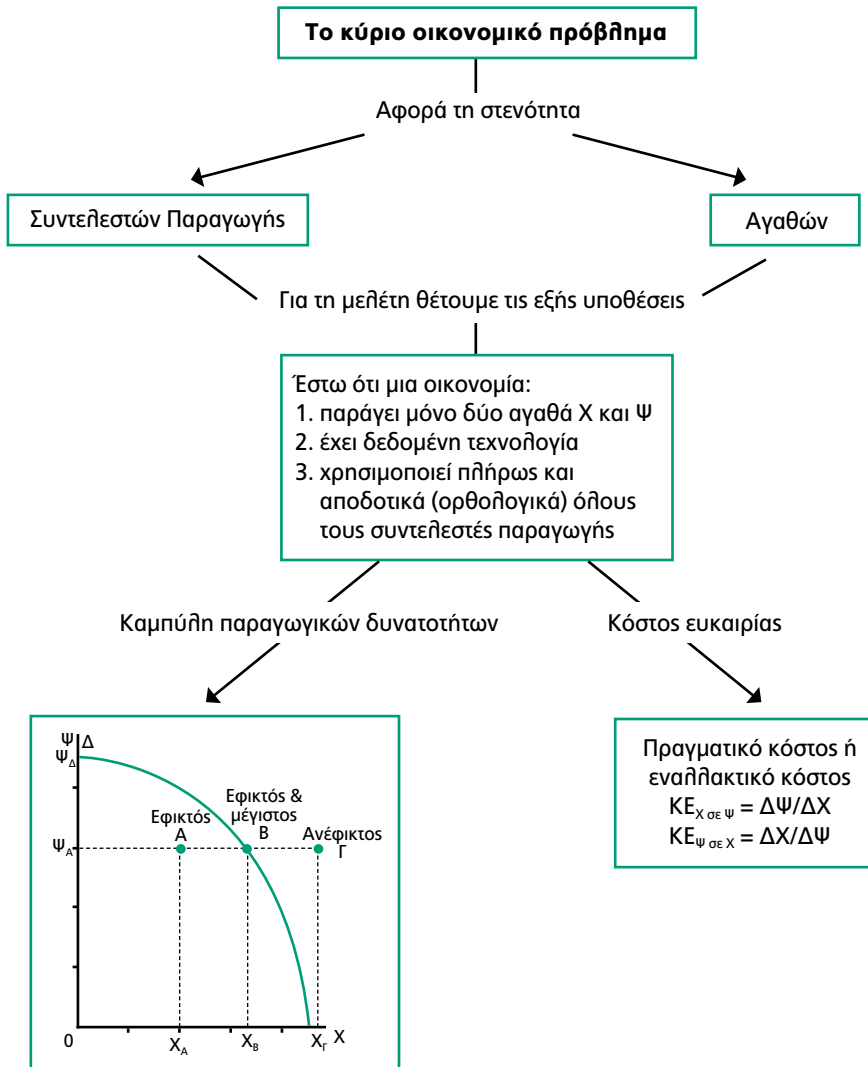 Το κύριο οικονομικό πρόβλημα
Αφορά τη στενότητα
Συντελεστών Παραγωγής
Αγαθών
Για τη μελέτη θέτουμε τις εξής υποθέσεις
Έστω ότι μια οικονομία:
1. παράγει μόνο δύο αγαθά Χ και Ψ
2. έχει δεδομένη τεχνολογία
3. χρησιμοποιεί πλήρως και
αποδοτικά (ορθολογικά) όλους
τους συντελεστές παραγωγής
Καμπύλη παραγωγικών δυνατοτήτων
Κόστος ευκαιρίας
Ψ Δ
Ψ_Δ
Εφικτός
Α
Εφικτός &
μέγιστος
Β
Ανέφικτος
Γ
Ψ_Α
0
Χ_Α
Χ_Β
Χ_Γ
Χ
Πραγματικό κόστος ή
εναλλακτικό κόστος
ΚΕ_Χ σε Ψ = ΔΨ/ΔΧ
ΚΕ_Ψ σε Χ = ΔΧ/ΔΨ